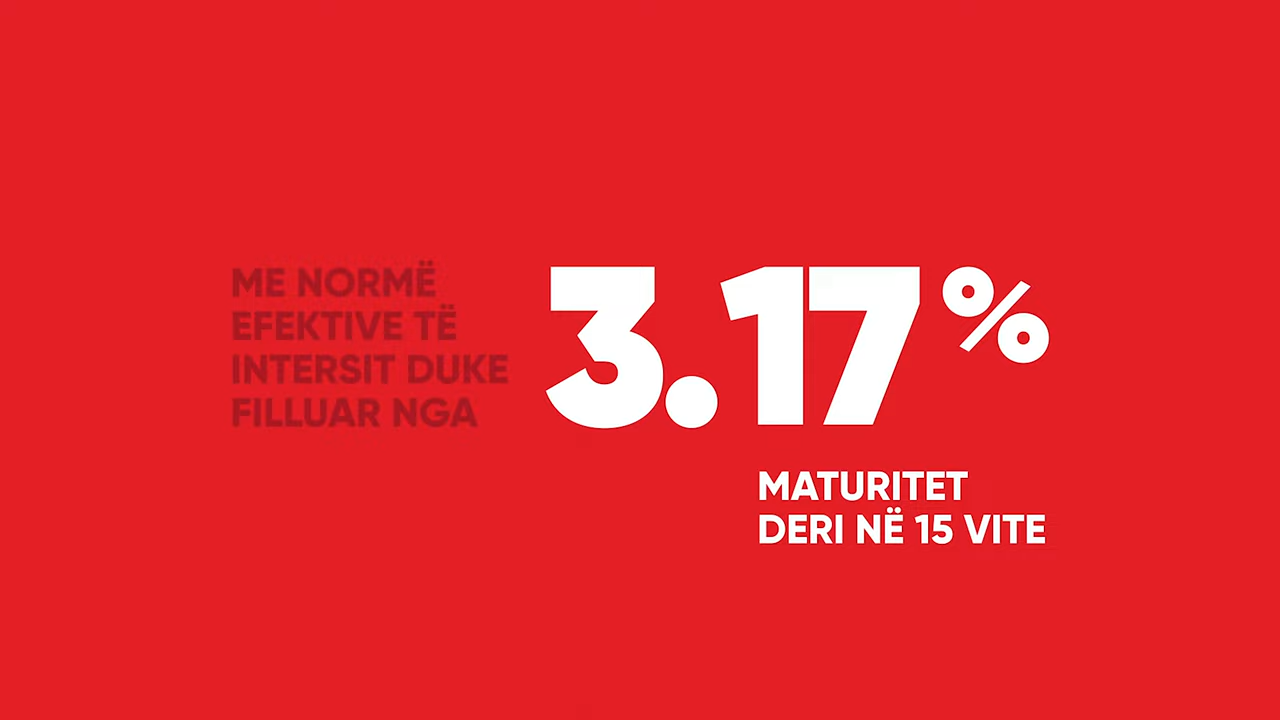 ME NORMË
EFEKTIVE TË
INTERSIT DUKE
FILLUAR NGA
3.17%
MATURITET
DERI NË 15 VITE